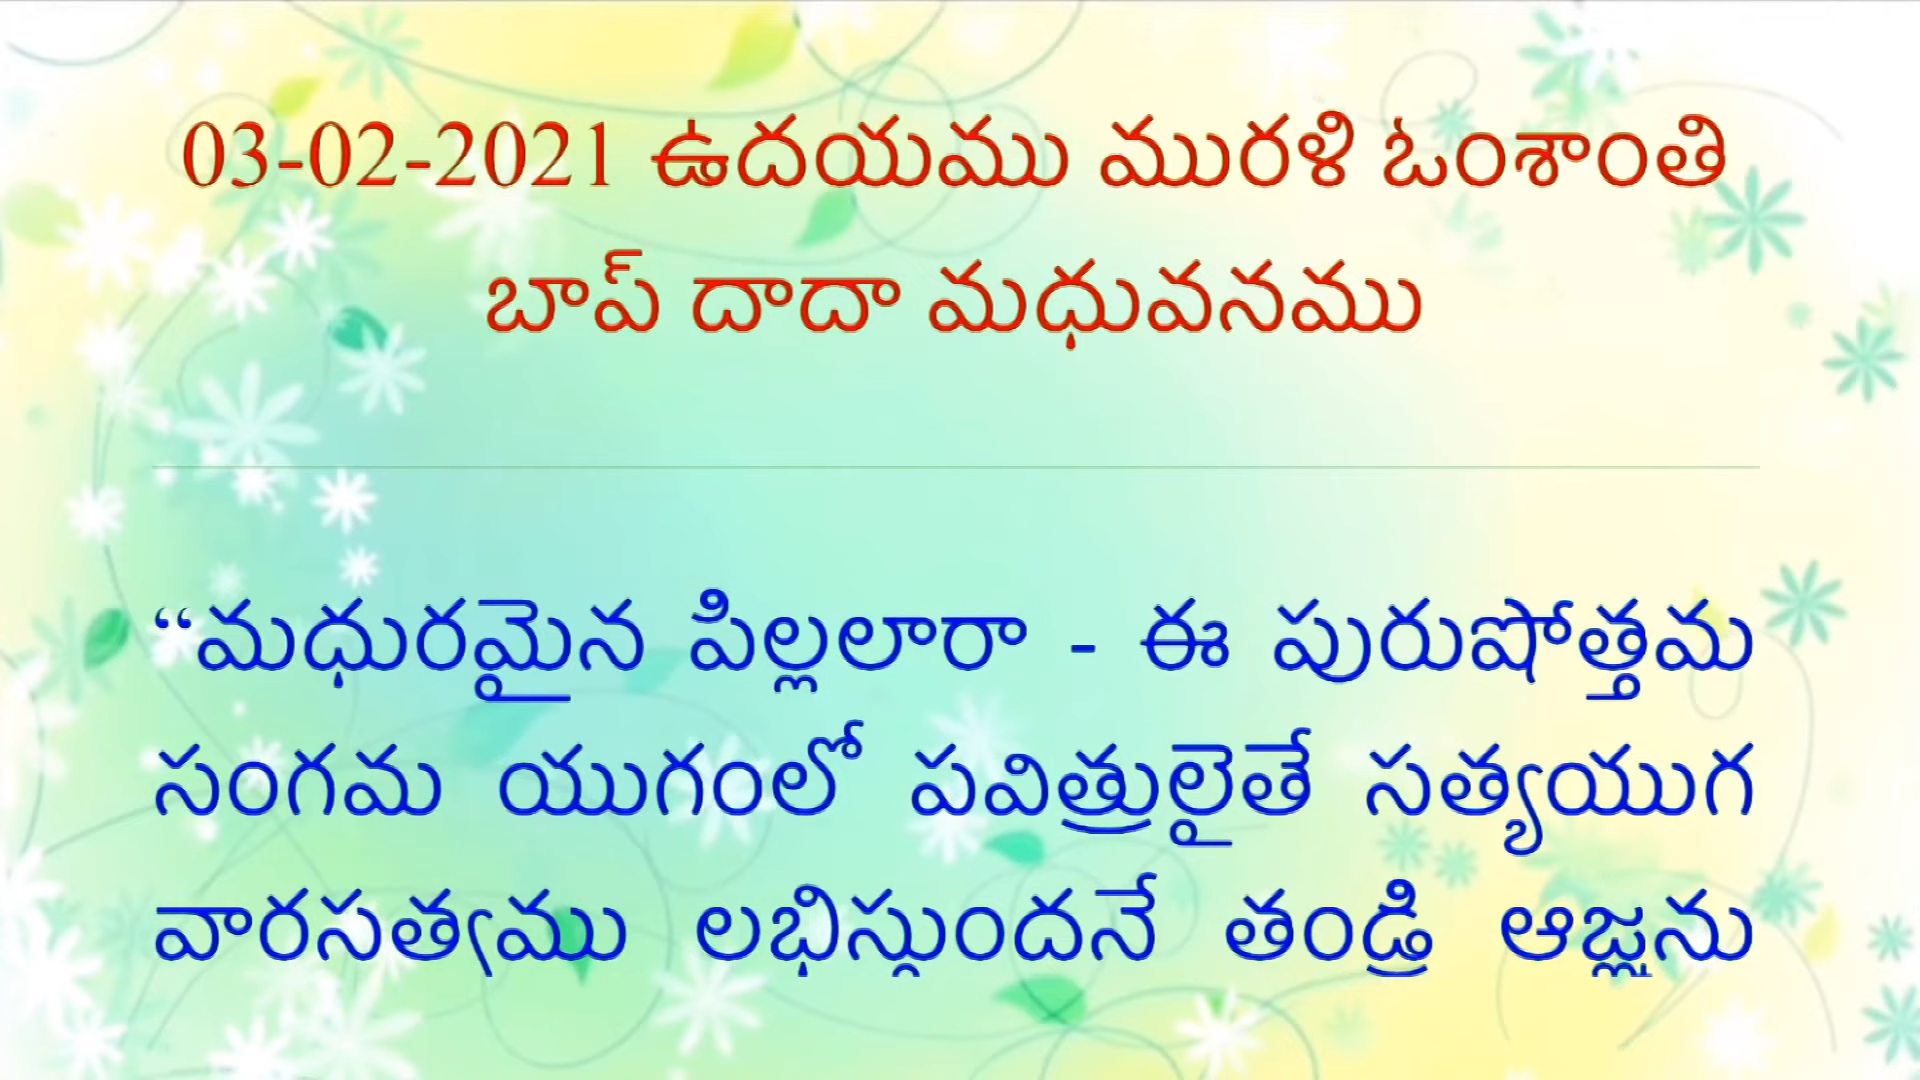 03-02-2021 ఉదయము మురళి ఓంశాంతి
బాప్ దాదా మధువనము
“మధురమైన పిల్లలారా - ఈ పురుషోత్తమ
సంగమ యుగంలో పవిత్రులైతే సత్యయుగ
వారసత్వము లభిస్తుందనే తండ్రి ఆజ్ఞను